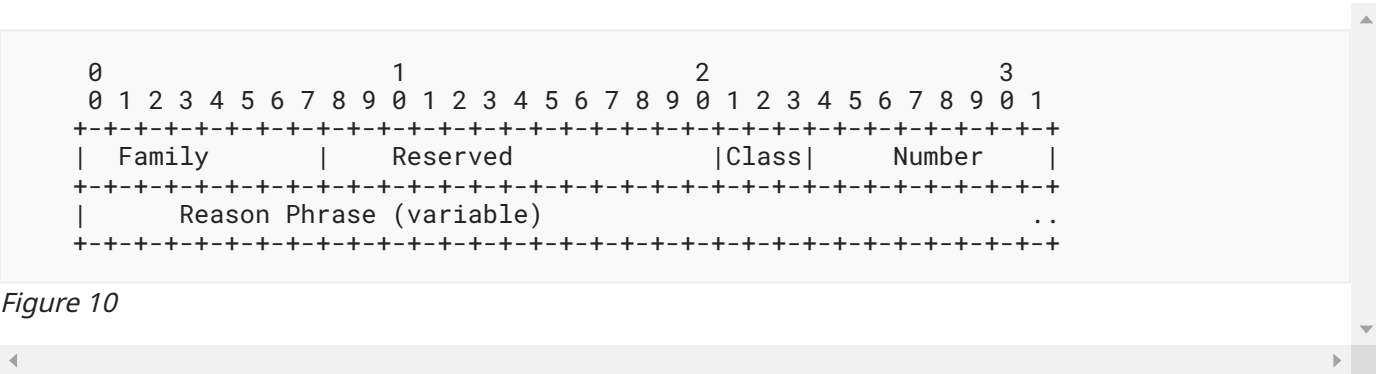 0                   1                   2                   3
 0 1 2 3 4 5 6 7 8 9 0 1 2 3 4 5 6 7 8 9 0 1 2 3 4 5 6 7 8 9 0 1
+-+-+-+-+-+-+-+-+-+-+-+-+-+-+-+-+-+-+-+-+-+-+-+-+-+-+-+-+-+-+-+-+
|  Family       |    Reserved             |Class|     Number    |
+-+-+-+-+-+-+-+-+-+-+-+-+-+-+-+-+-+-+-+-+-+-+-+-+-+-+-+-+-+-+-+-+
|      Reason Phrase (variable)                                ..
+-+-+-+-+-+-+-+-+-+-+-+-+-+-+-+-+-+-+-+-+-+-+-+-+-+-+-+-+-+-+-+-+
Figure 10